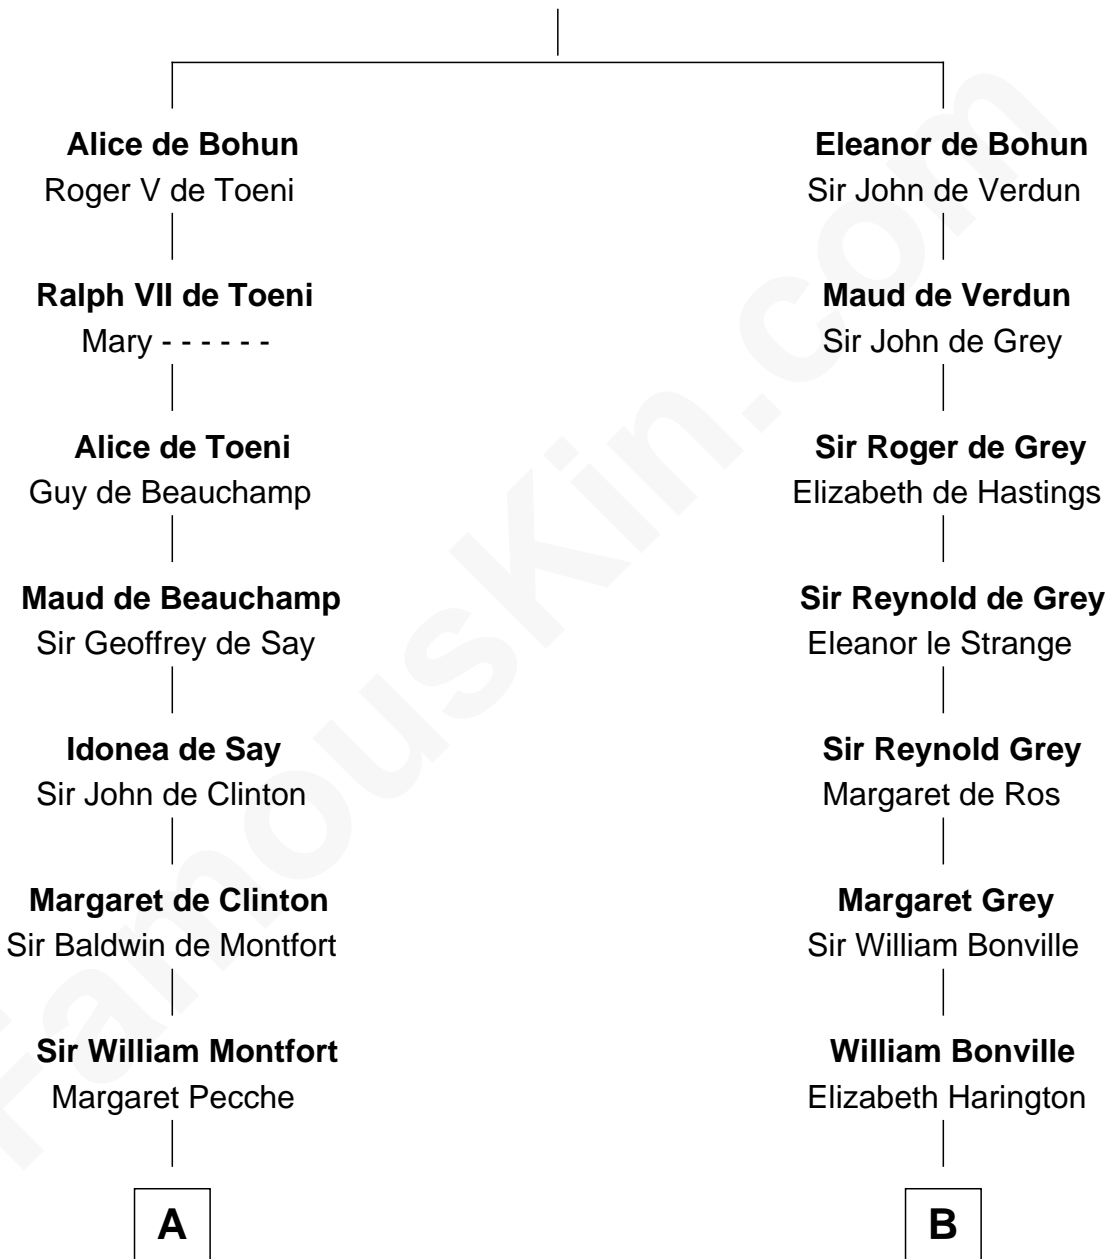 Alice de Bohun
Roger V de Toeni
Ralph VII de Toeni
Mary - - - - - -
Alice de Toeni
Guy de Beauchamp
Maud de Beauchamp
Sir Geoffrey de Say
Idonea de Say
Sir John de Clinton
Margaret de Clinton
Sir Baldwin de Montfort
Sir William Montfort
Margaret Pecche
A
Eleanor de Bohun
Sir John de Verdun
Maud de Verdun
Sir John de Grey
Sir Roger de Grey
Elizabeth de Hastings
Sir Reynold de Grey
Eleanor le Strange
Sir Reynold Grey
Margaret de Ros
Margaret Grey
Sir William Bonville
William Bonville
Elizabeth Harington
B
FamousKin.com